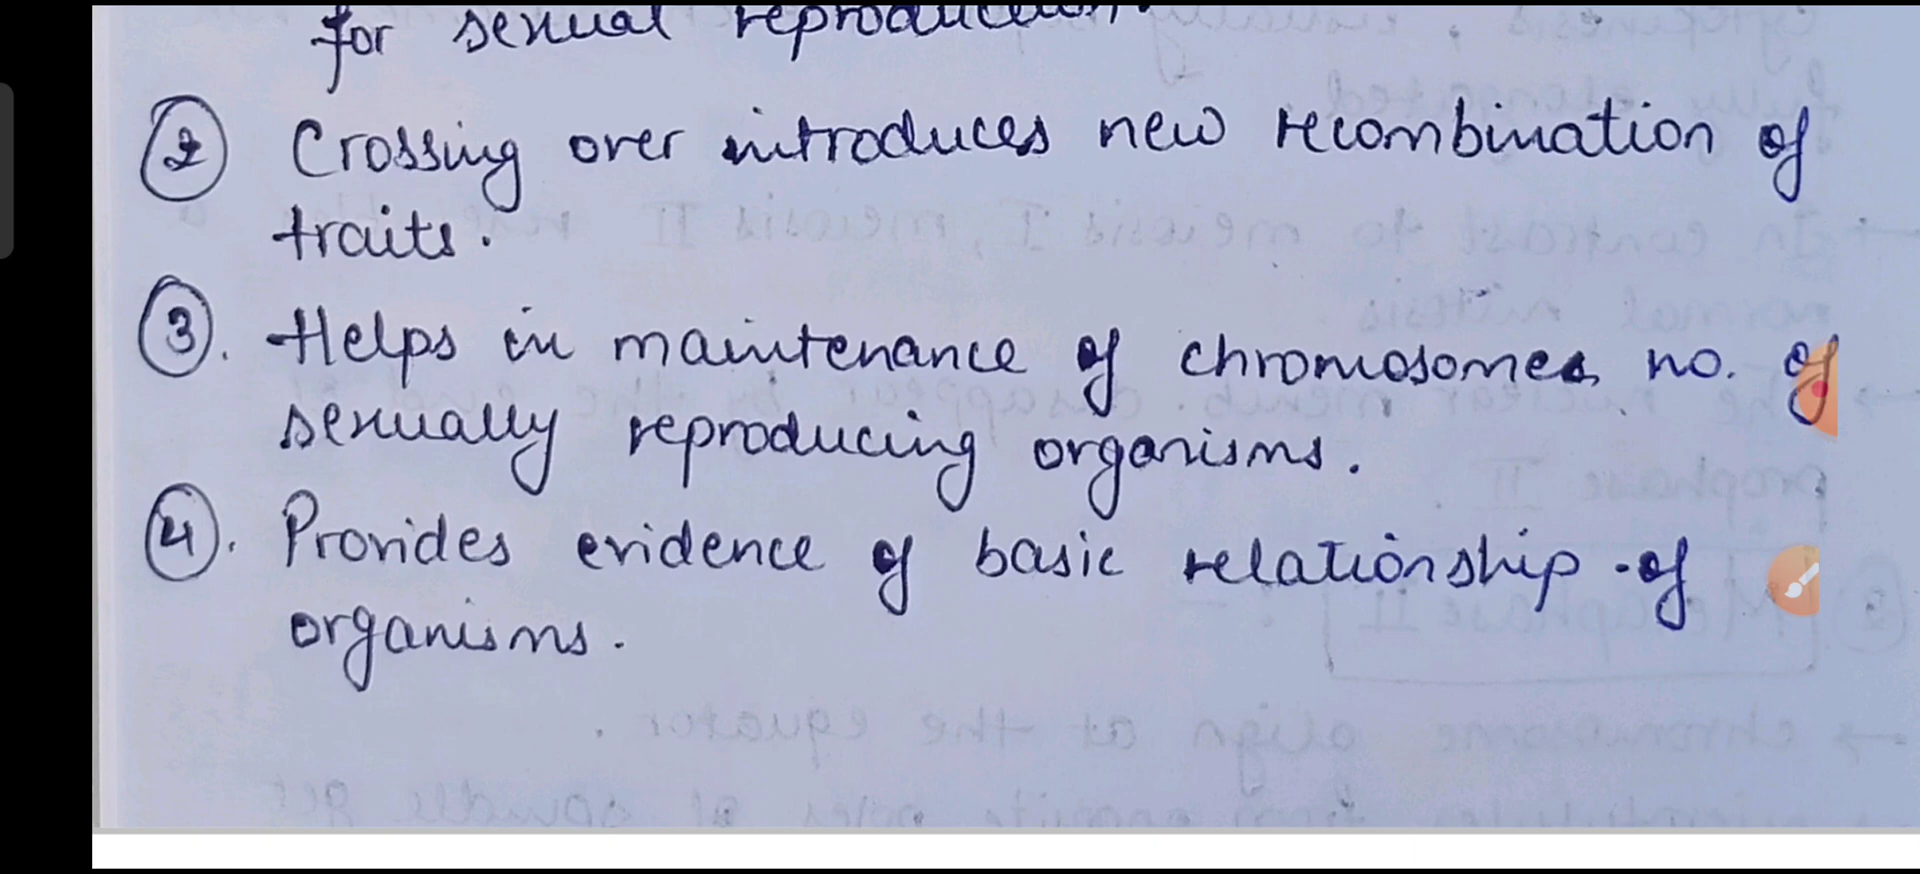 for sexual reproduction.
② Crossing over introduces new recombination of
traits.
③. Helps in maintenance of chromosomes no. of
sexually reproducing organisms.
④. Provides evidence of basic relationship of
organisms.